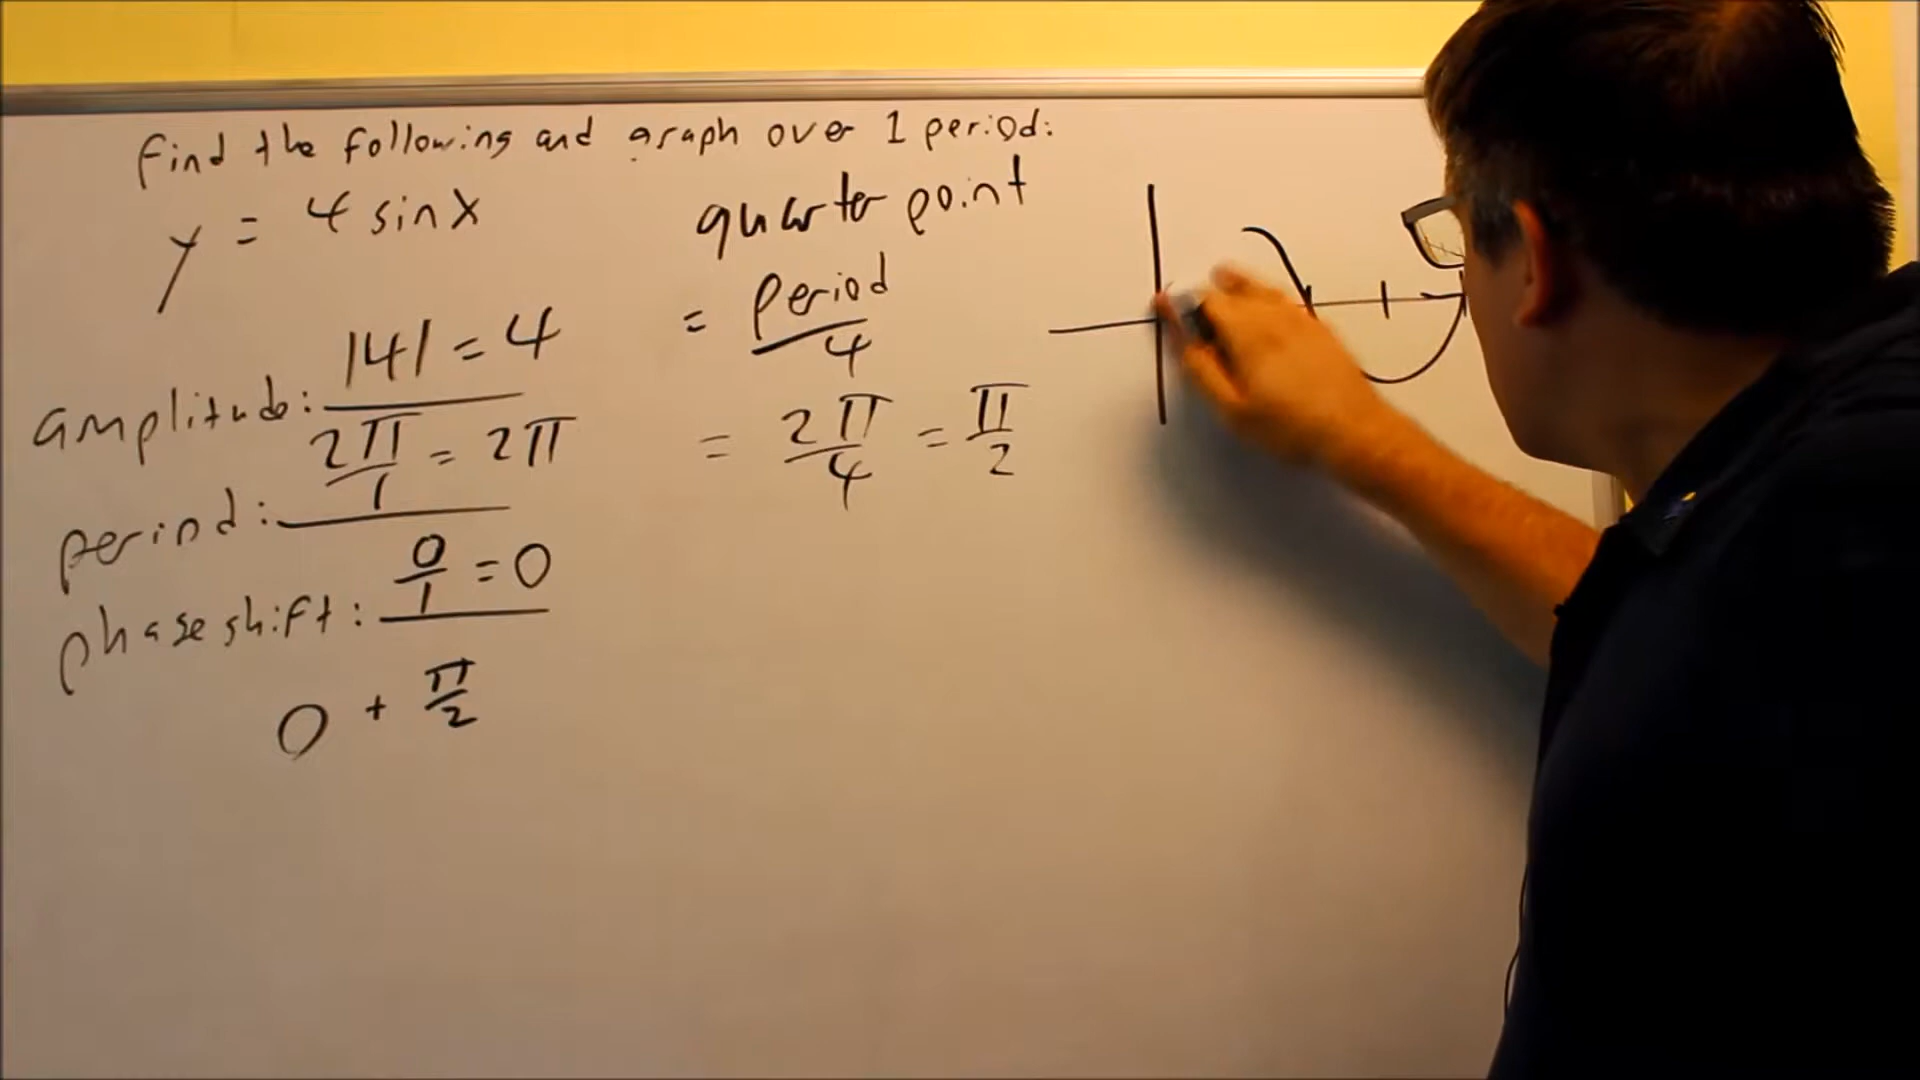 find the following and graph over 1 period:
y = 4 sin x
amplitude: |4| = 4
period: 2π/1 = 2π
phase shift: 0/1 = 0
0 + π/2
quarter point
= period/4
= 2π/4 = π/2